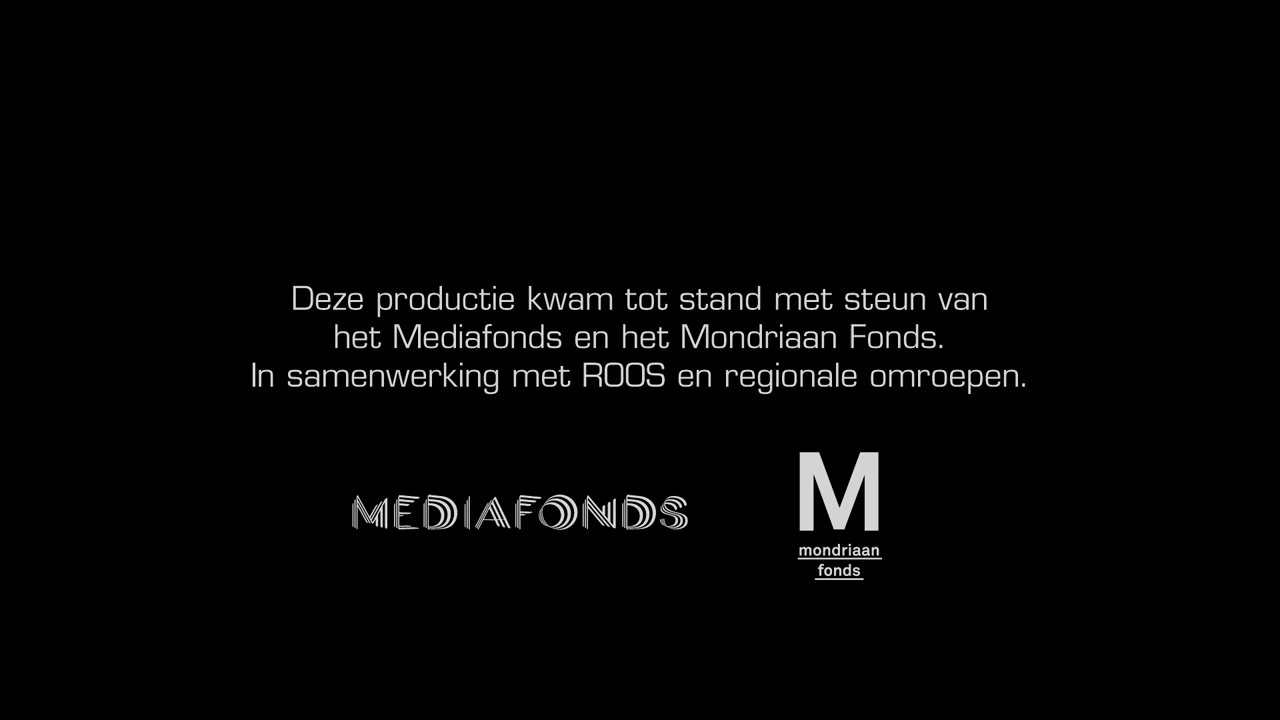 Deze productie kwam tot stand met steun van
het Mediafonds en het Mondriaan Fonds.
In samenwerking met ROOS en regionale omroepen.
MEDIAFONDS
M
mondriaan
fonds